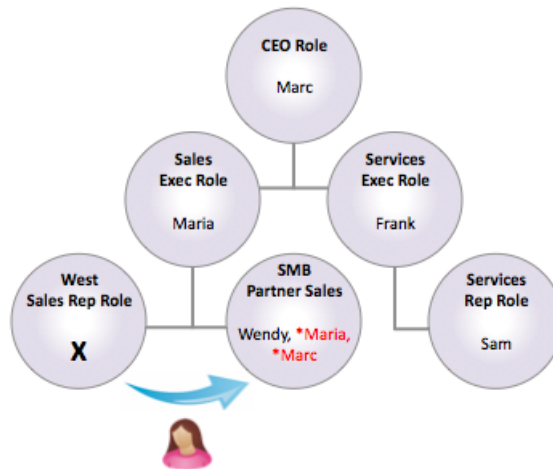 CEO Role
Marc
Sales
Exec Role
Maria
Services
Exec Role
Frank
West
Sales Rep Role
X
SMB
Partner Sales
Wendy, *Maria,
*Marc
Services
Rep Role
Sam